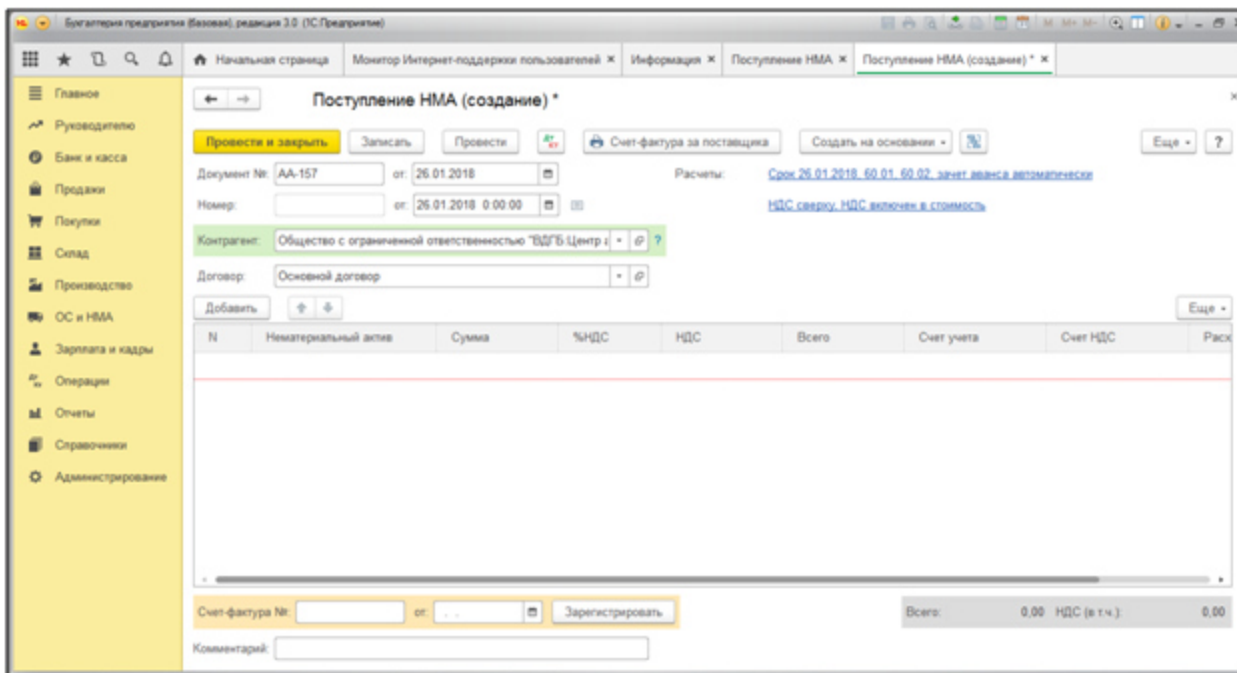 Бухгалтерия предприятия (базовая), редакция 3.0 (1С:Предприятие)
M M+ M-
Начальная страница Монитор Интернет-поддержки пользователей × Информация × Поступление НМА × Поступление НМА (создание) * ×
Главное
Руководителю
Банк и касса
Продажи
Покупки
Склад
Производство
ОС и НМА
Зарплата и кадры
Операции
Отчеты
Справочники
Администрирование
Поступление НМА (создание) *
Провести и закрыть Записать Провести Счет-фактура за поставщика Создать на основании Еще ?
Документ №: АА-157 от: 26.01.2018 Расчеты: Срок 26.01.2018, 60.01, 60.02, зачет аванса автоматически
Номер: от: 26.01.2018 0:00:00 НДС сверху, НДС включен в стоимость
Контрагент: Общество с ограниченной ответственностью "ВДГБ:Центр ?
Договор: Основной договор
Добавить Еще
N Нематериальный актив Сумма %НДС НДС Всего Счет учета Счет НДС Расх
Счет-фактура №: от: . . Зарегистрировать Всего: 0,00 НДС (в т.ч.): 0,00
Комментарий: